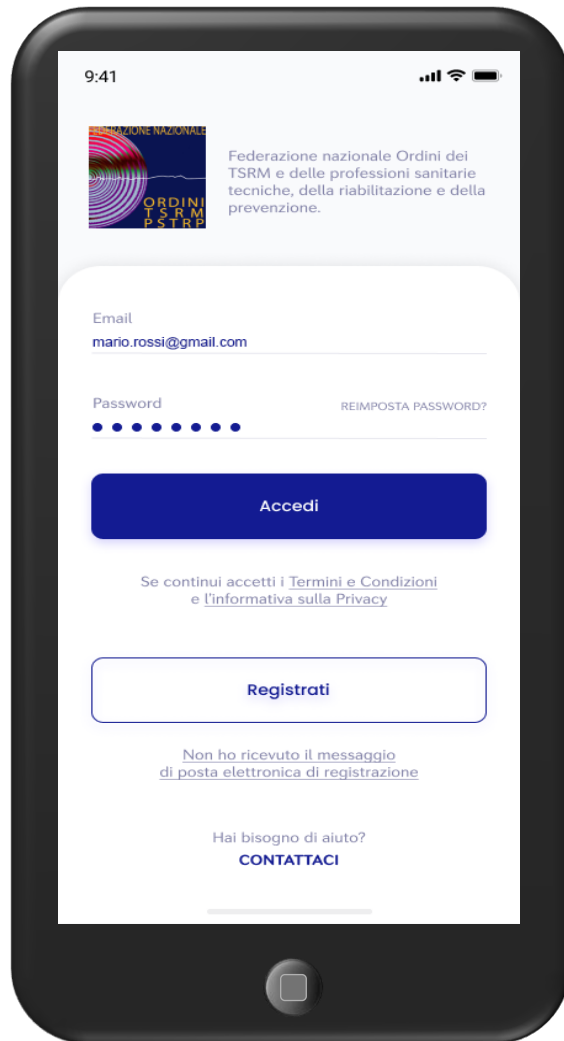 9:41
FEDERAZIONE NAZIONALE
ORDINI
TSRM
PSTRP
Federazione nazionale Ordini dei
TSRM e delle professioni sanitarie
tecniche, della riabilitazione e della
prevenzione.
Email
mario.rossi@gmail.com
Password
REIMPOSTA PASSWORD?
Accedi
Se continui accetti i Termini e Condizioni
e l'informativa sulla Privacy
Registrati
Non ho ricevuto il messaggio
di posta elettronica di registrazione
Hai bisogno di aiuto?
CONTATTACI